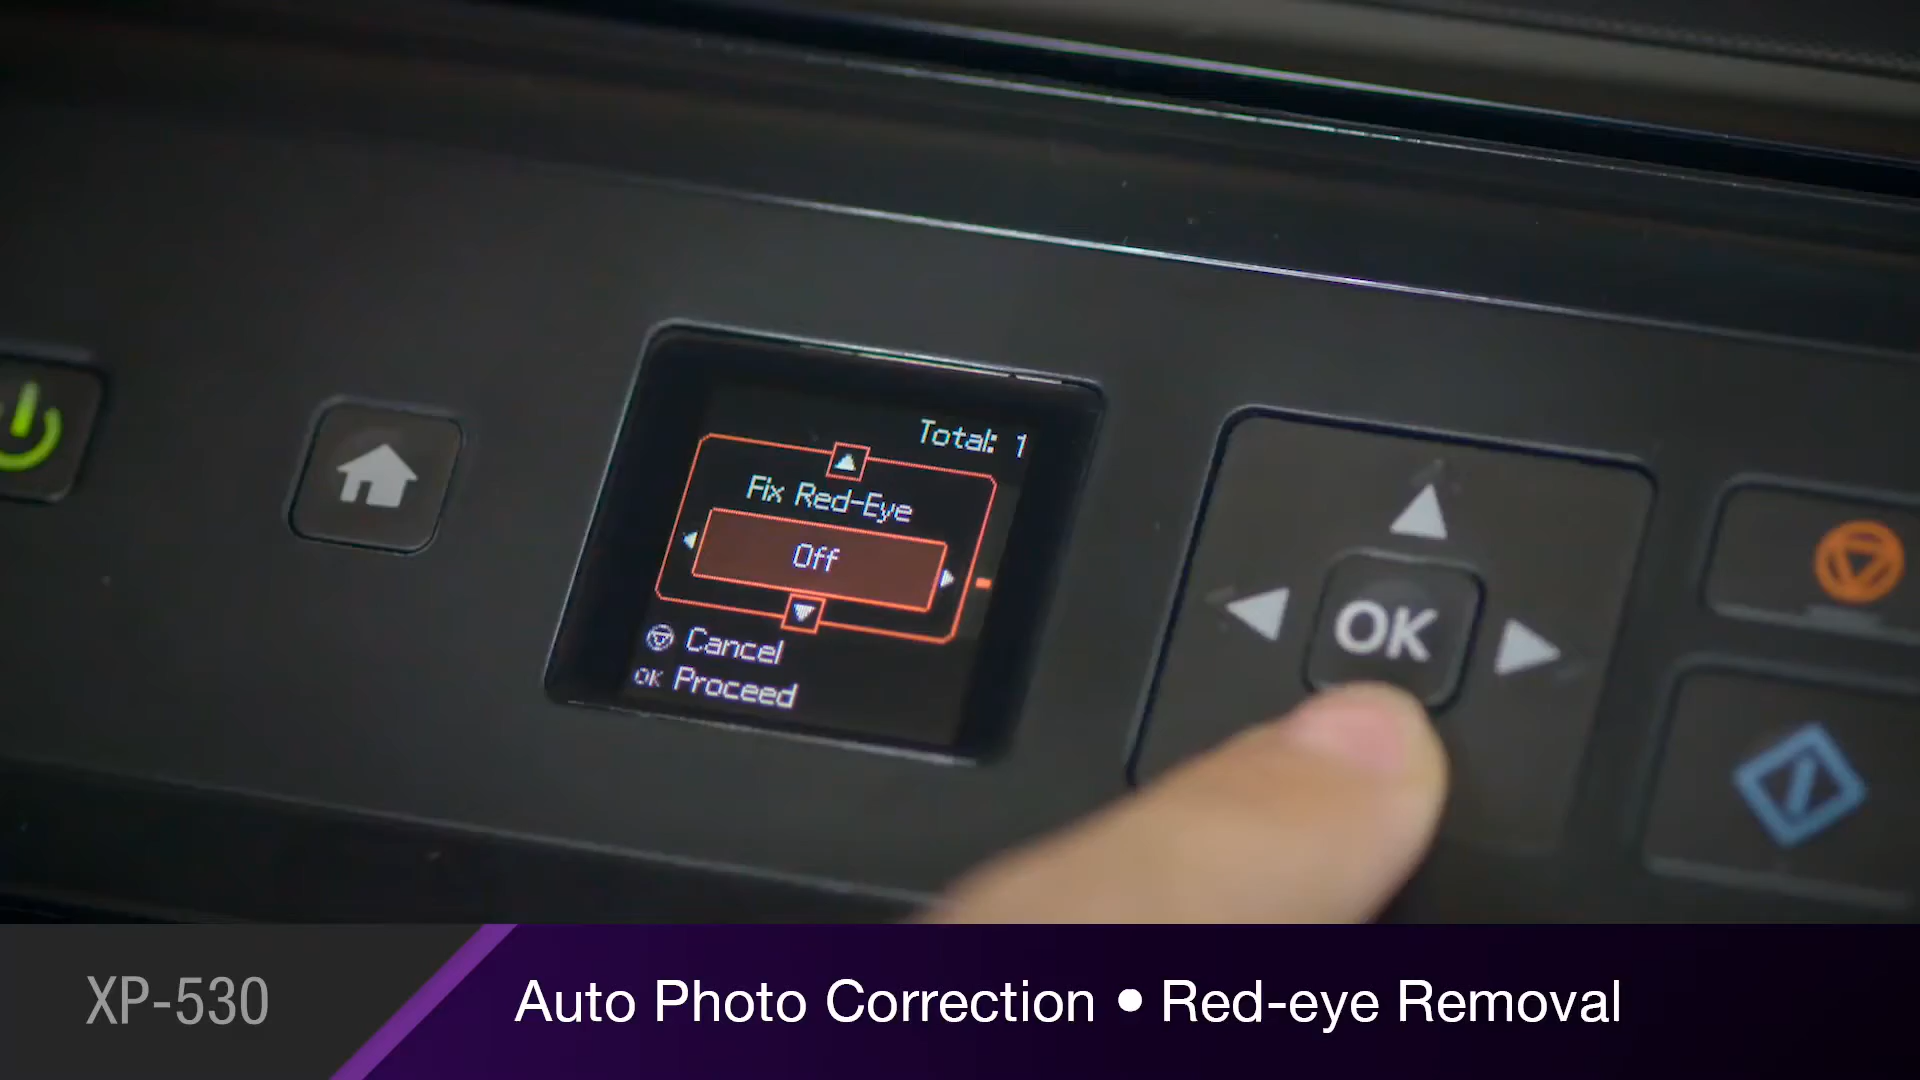 Total: 1
Fix Red-Eye
Off
Cancel
OK Proceed
OK
XP-530
Auto Photo Correction • Red-eye Removal